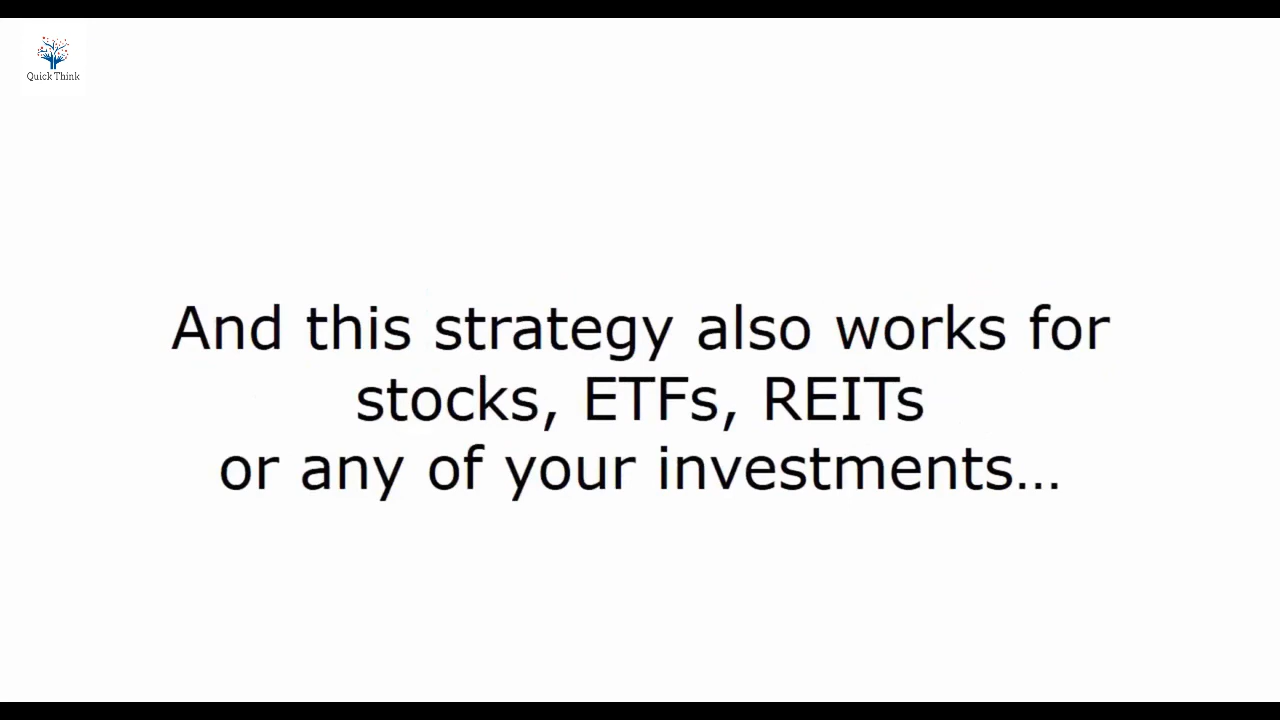 Quick Think
And this strategy also works for
stocks, ETFs, REITs
or any of your investments...